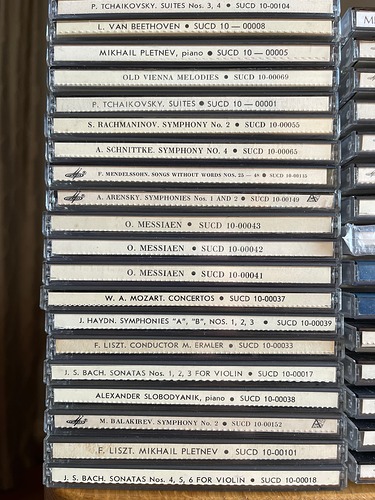 P. TCHAIKOVSKY. SUITES Nos. 3, 4 • SUCD 10-00104
L. VAN BEETHOVEN • SUCD 10—00008
MIKHAIL PLETNEV, piano • SUCD 10—00005
OLD VIENNA MELODIES • SUCD 10-00069
P. TCHAIKOVSKY. SUITES • SUCD 10—00001
S. RACHMANINOV. SYMPHONY No. 2 • SUCD 10-00055
A. SCHNITTKE. SYMPHONY No. 4 • SUCD 10-00065
F. MENDELSSOHN. SONGS WITHOUT WORDS NOS. 25 — 48 • SUCD 10-00135
A. ARENSKY. SYMPHONIES Nos. 1 AND 2 • SUCD 10-00149
O. MESSIAEN • SUCD 10-00043
O. MESSIAEN • SUCD 10-00042
O. MESSIAEN • SUCD 10-00041
W. A. MOZART. CONCERTOS • SUCD 10-00037
J. HAYDN. SYMPHONIES "A", "B", NOS. 1, 2, 3 • SUCD 10-00039
F. LISZT. CONDUCTOR M. ERMLER • SUCD 10-00033
J. S. BACH. SONATAS Nos. 1, 2, 3 FOR VIOLIN • SUCD 10-00017
ALEXANDER SLOBODYANIK, piano • SUCD 10-00038
M. BALAKIREV. SYMPHONY No. 2 • SUCD 10-00152
F. LISZT. MIKHAIL PLETNEV • SUCD 10-00101
J. S. BACH. SONATAS Nos. 4, 5, 6 FOR VIOLIN • SUCD 10-00018